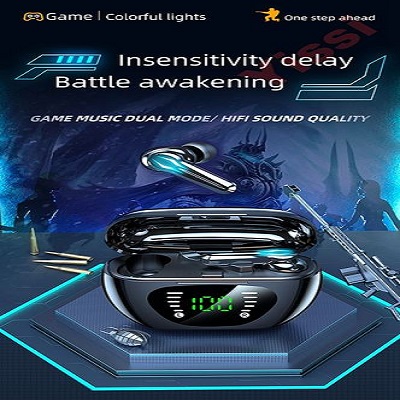 Game | Colorful lights
One step ahead
Insensitivity delay
Battle awakening
GAME MUSIC DUAL MODE/ HIFI SOUND QUALITY
100